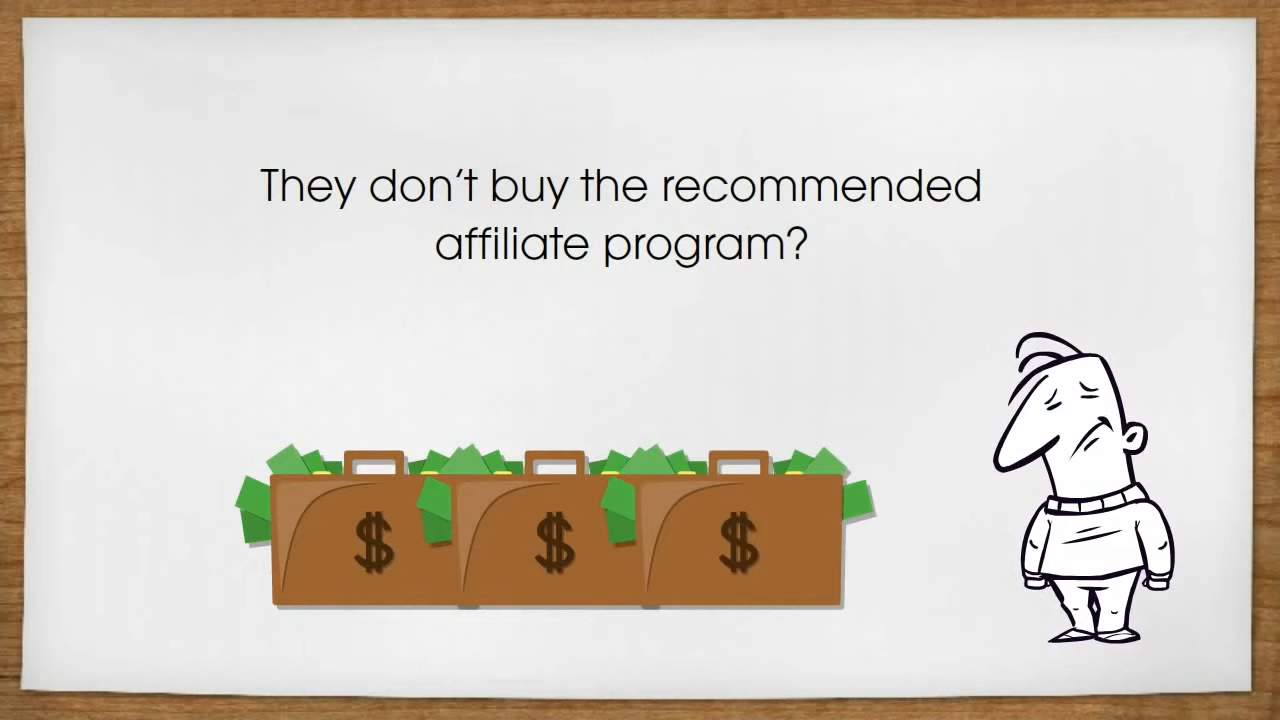 They don't buy the recommended
affiliate program?
$ $ $